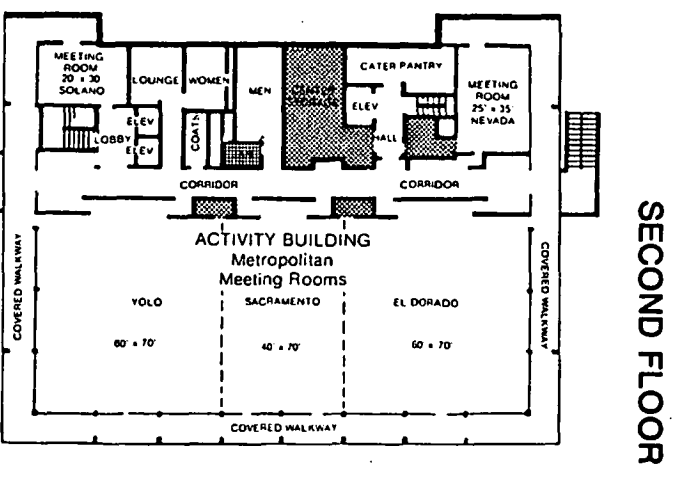 MEETING
ROOM
20' x 30'
SOLANO
LOUNGE
WOMEN
MEN
CENTER
STORAGE
CATER PANTRY
MEETING
ROOM
25' x 35'
NEVADA
ELEV
ELEV
LOBBY
ELEV
COATS
HALL
CORRIDOR
CORRIDOR
ACTIVITY BUILDING
Metropolitan
Meeting Rooms
YOLO
SACRAMENTO
EL DORADO
60' x 70'
40' x 70'
60' x 70'
COVERED WALKWAY
COVERED WALKWAY
COVERED WALKWAY
SECOND FLOOR